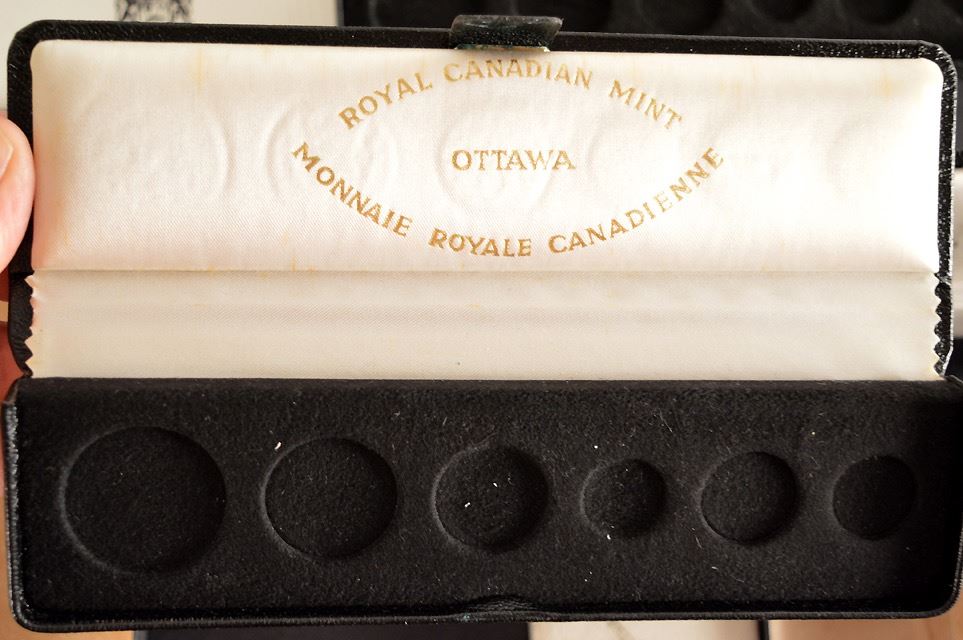 ROYAL CANADIAN MINT
OTTAWA
MONNAIE ROYALE CANADIENNE